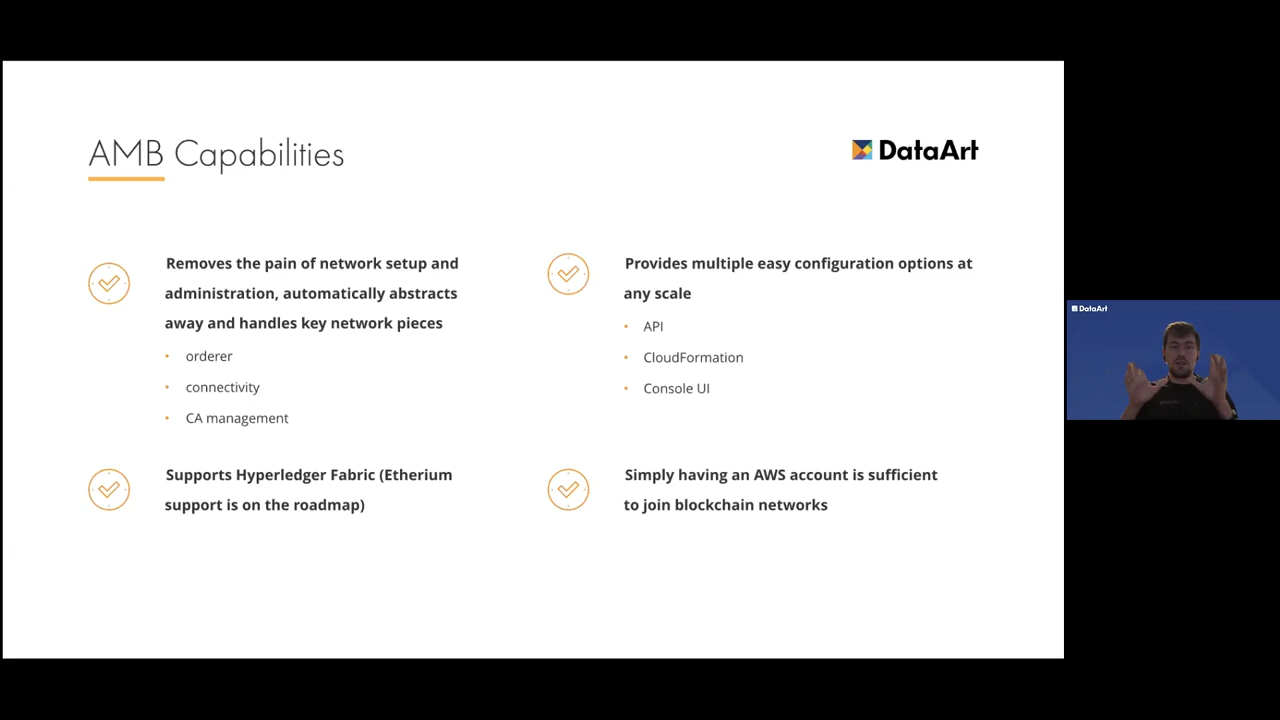 AMB Capabilities
DataArt
Removes the pain of network setup and
administration, automatically abstracts
away and handles key network pieces
• orderer
• connectivity
• CA management
Provides multiple easy configuration options at
any scale
• API
• CloudFormation
• Console UI
Supports Hyperledger Fabric (Etherium
support is on the roadmap)
Simply having an AWS account is sufficient
to join blockchain networks
DataArt